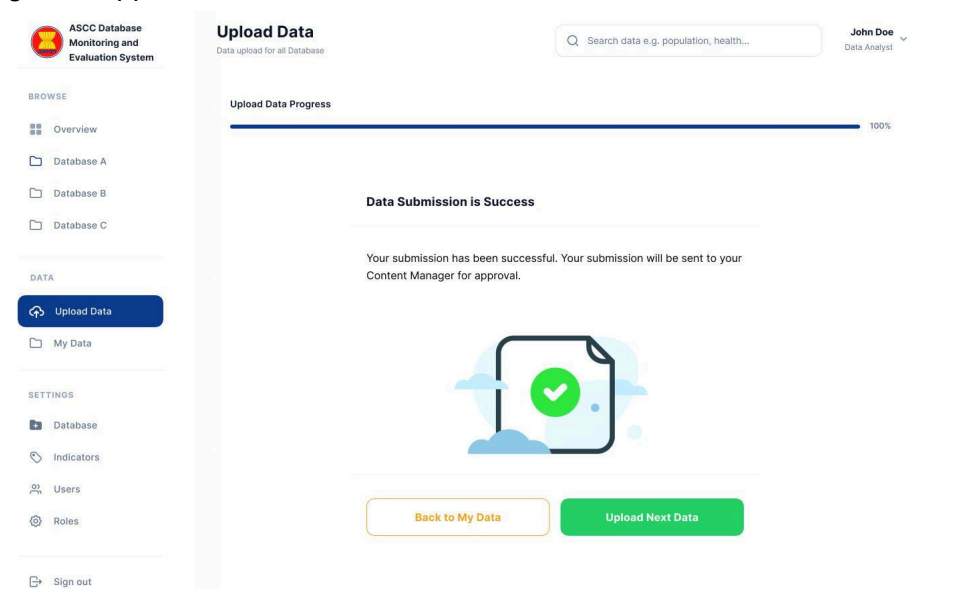 ASCC Database
Monitoring and
Evaluation System
Upload Data
Data upload for all Database
Search data e.g. population, health...
John Doe
Data Analyst
BROWSE
Overview
Database A
Database B
Database C
DATA
Upload Data
My Data
SETTINGS
Database
Indicators
Users
Roles
Sign out
Upload Data Progress
100%
Data Submission is Success
Your submission has been successful. Your submission will be sent to your
Content Manager for approval.
Back to My Data
Upload Next Data